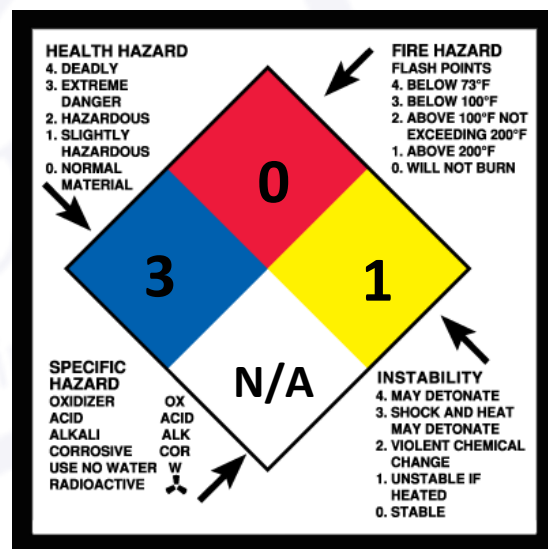 HEALTH HAZARD
4. DEADLY
3. EXTREME
DANGER
2. HAZARDOUS
1. SLIGHTLY
HAZARDOUS
0. NORMAL
MATERIAL
FIRE HAZARD
FLASH POINTS
4. BELOW 73°F
3. BELOW 100°F
2. ABOVE 100°F NOT
EXCEEDING 200°F
1. ABOVE 200°F
0. WILL NOT BURN
0
3
1
N/A
SPECIFIC
HAZARD
OXIDIZER OX
ACID ACID
ALKALI ALK
CORROSIVE COR
USE NO WATER W
RADIOACTIVE
INSTABILITY
4. MAY DETONATE
3. SHOCK AND HEAT
MAY DETONATE
2. VIOLENT CHEMICAL
CHANGE
1. UNSTABLE IF
HEATED
0. STABLE